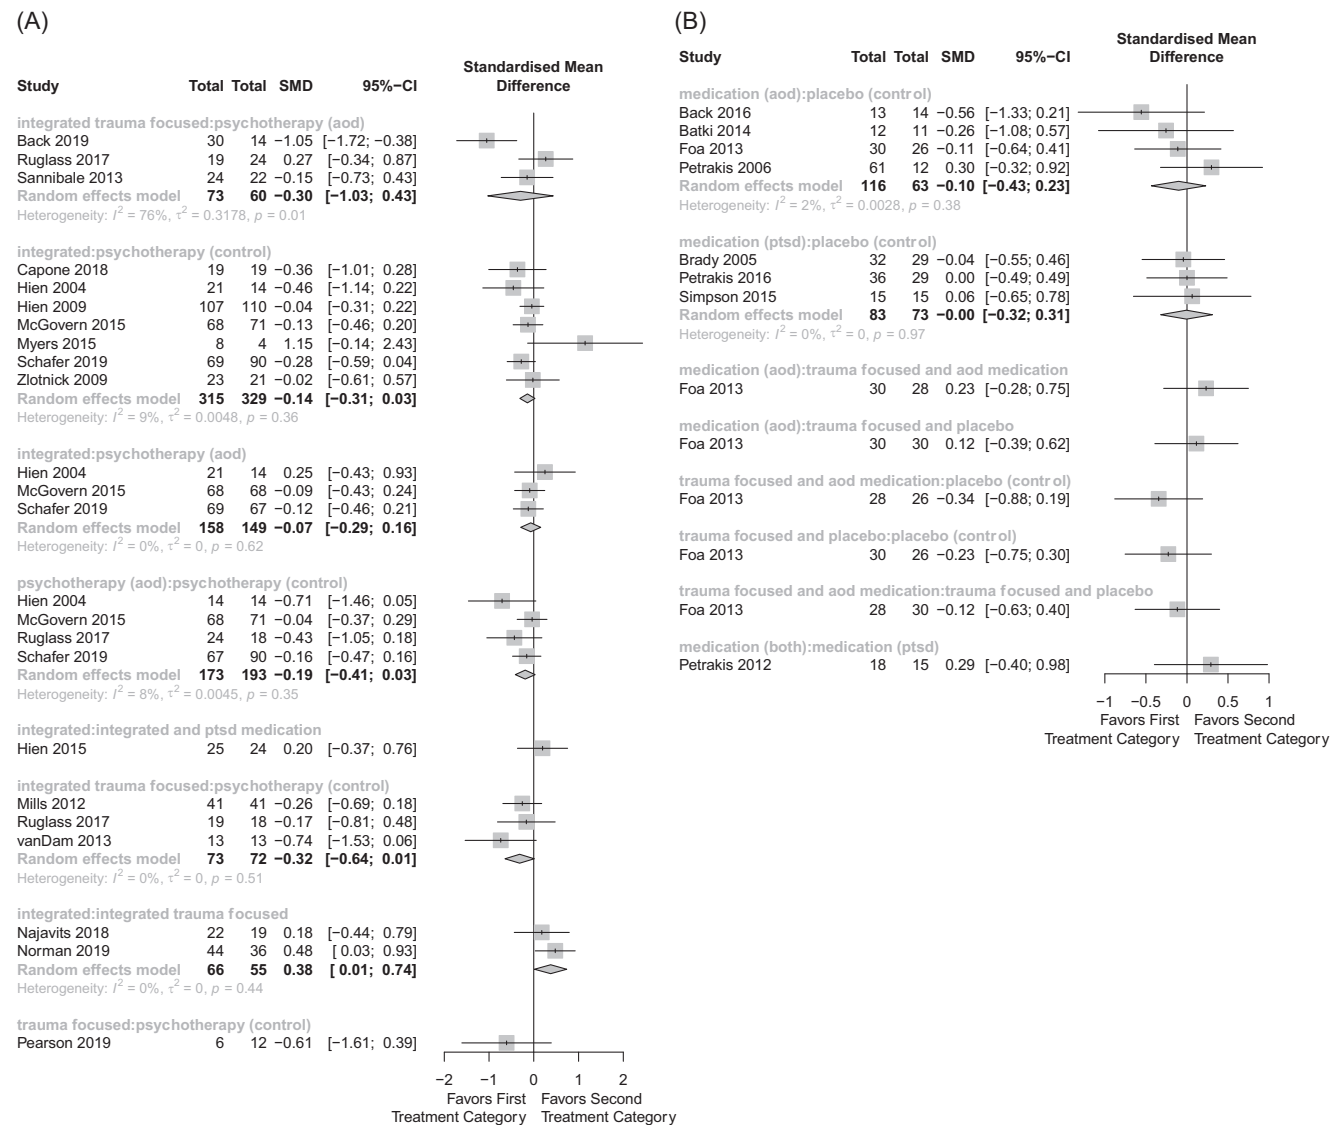 (A)
Standardised Mean
Difference
Study Total Total SMD 95%−CI
integrated trauma focused:psychotherapy (aod)
Back 2019 30 14 −1.05 [−1.72; −0.38]
Ruglass 2017 19 24 0.27 [−0.34; 0.87]
Sannibale 2013 24 22 −0.15 [−0.73; 0.43]
Random effects model 73 60 −0.30 [−1.03; 0.43]
Heterogeneity: I² = 76%, τ² = 0.3178, p = 0.01
integrated:psychotherapy (control)
Capone 2018 19 19 −0.36 [−1.01; 0.28]
Hien 2004 21 14 −0.46 [−1.14; 0.22]
Hien 2009 107 110 −0.04 [−0.31; 0.22]
McGovern 2015 68 71 −0.13 [−0.46; 0.20]
Myers 2015 8 4 1.15 [−0.14; 2.43]
Schafer 2019 69 90 −0.28 [−0.59; 0.04]
Zlotnick 2009 23 21 −0.02 [−0.61; 0.57]
Random effects model 315 329 −0.14 [−0.31; 0.03]
Heterogeneity: I² = 9%, τ² = 0.0048, p = 0.36
integrated:psychotherapy (aod)
Hien 2004 21 14 0.25 [−0.43; 0.93]
McGovern 2015 68 68 −0.09 [−0.43; 0.24]
Schafer 2019 69 67 −0.12 [−0.46; 0.21]
Random effects model 158 149 −0.07 [−0.29; 0.16]
Heterogeneity: I² = 0%, τ² = 0, p = 0.62
psychotherapy (aod):psychotherapy (control)
Hien 2004 14 14 −0.71 [−1.46; 0.05]
McGovern 2015 68 71 −0.04 [−0.37; 0.29]
Ruglass 2017 24 18 −0.43 [−1.05; 0.18]
Schafer 2019 67 90 −0.16 [−0.47; 0.16]
Random effects model 173 193 −0.19 [−0.41; 0.03]
Heterogeneity: I² = 8%, τ² = 0.0045, p = 0.35
integrated:integrated and ptsd medication
Hien 2015 25 24 0.20 [−0.37; 0.76]
integrated trauma focused:psychotherapy (control)
Mills 2012 41 41 −0.26 [−0.69; 0.18]
Ruglass 2017 19 18 −0.17 [−0.81; 0.48]
vanDam 2013 13 13 −0.74 [−1.53; 0.06]
Random effects model 73 72 −0.32 [−0.64; 0.01]
Heterogeneity: I² = 0%, τ² = 0, p = 0.51
integrated:integrated trauma focused
Najavits 2018 22 19 0.18 [−0.44; 0.79]
Norman 2019 44 36 0.48 [ 0.03; 0.93]
Random effects model 66 55 0.38 [ 0.01; 0.74]
Heterogeneity: I² = 0%, τ² = 0, p = 0.44
trauma focused:psychotherapy (control)
Pearson 2019 6 12 −0.61 [−1.61; 0.39]
−2 −1 0 1 2
Favors First Favors Second
Treatment Category Treatment Category
(B)
Standardised Mean
Study Total Total SMD 95%−CI Difference
medication (aod):placebo (control)
Back 2016 13 14 −0.56 [−1.33; 0.21]
Batki 2014 12 11 −0.26 [−1.08; 0.57]
Foa 2013 30 26 −0.11 [−0.64; 0.41]
Petrakis 2006 61 12 0.30 [−0.32; 0.92]
Random effects model 116 63 −0.10 [−0.43; 0.23]
Heterogeneity: I² = 2%, τ² = 0.0028, p = 0.38
medication (ptsd):placebo (control)
Brady 2005 32 29 −0.04 [−0.55; 0.46]
Petrakis 2016 36 29 0.00 [−0.49; 0.49]
Simpson 2015 15 15 0.06 [−0.65; 0.78]
Random effects model 83 73 −0.00 [−0.32; 0.31]
Heterogeneity: I² = 0%, τ² = 0, p = 0.97
medication (aod):trauma focused and aod medication
Foa 2013 30 28 0.23 [−0.28; 0.75]
medication (aod):trauma focused and placebo
Foa 2013 30 30 0.12 [−0.39; 0.62]
trauma focused and aod medication:placebo (control)
Foa 2013 28 26 −0.34 [−0.88; 0.19]
trauma focused and placebo:placebo (control)
Foa 2013 30 26 −0.23 [−0.75; 0.30]
trauma focused and aod medication:trauma focused and placebo
Foa 2013 28 30 −0.12 [−0.63; 0.40]
medication (both):medication (ptsd)
Petrakis 2012 18 15 0.29 [−0.40; 0.98]
−1 −0.5 0 0.5 1
Favors First Favors Second
Treatment Category Treatment Category